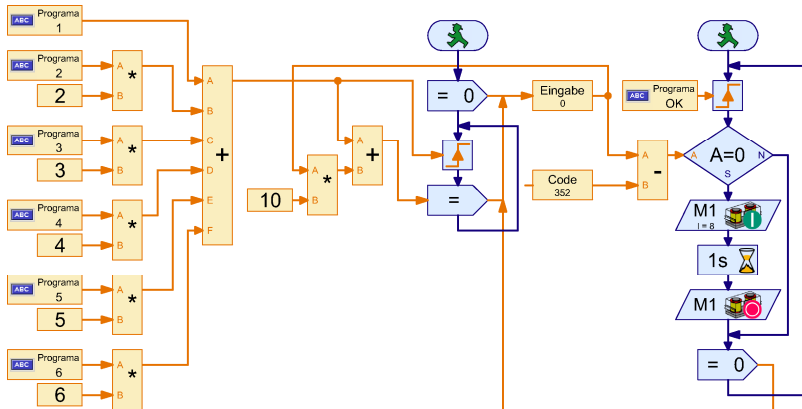 ABC Programa
1
ABC Programa
2
A
*
2
B
ABC Programa
3
A
*
3
B
ABC Programa
4
A
*
4
B
ABC Programa
5
A
*
5
B
ABC Programa
6
A
*
6
B
A
B
C
+
D
E
F
10
A
*
B
A
+
B
= 0
=
Eingabe
0
Code
352
A
-
B
ABC Programa
OK
A
A=0
N
S
M1
I = 8
1s
M1
= 0